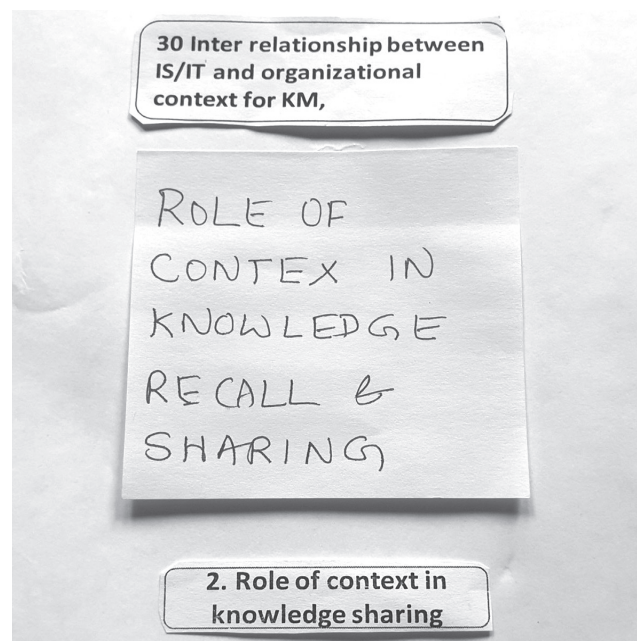 30 Inter relationship between
IS/IT and organizational
context for KM,
ROLE OF
CONTEX IN
KNOWLEDGE
RECALL &
SHARING
2. Role of context in
knowledge sharing